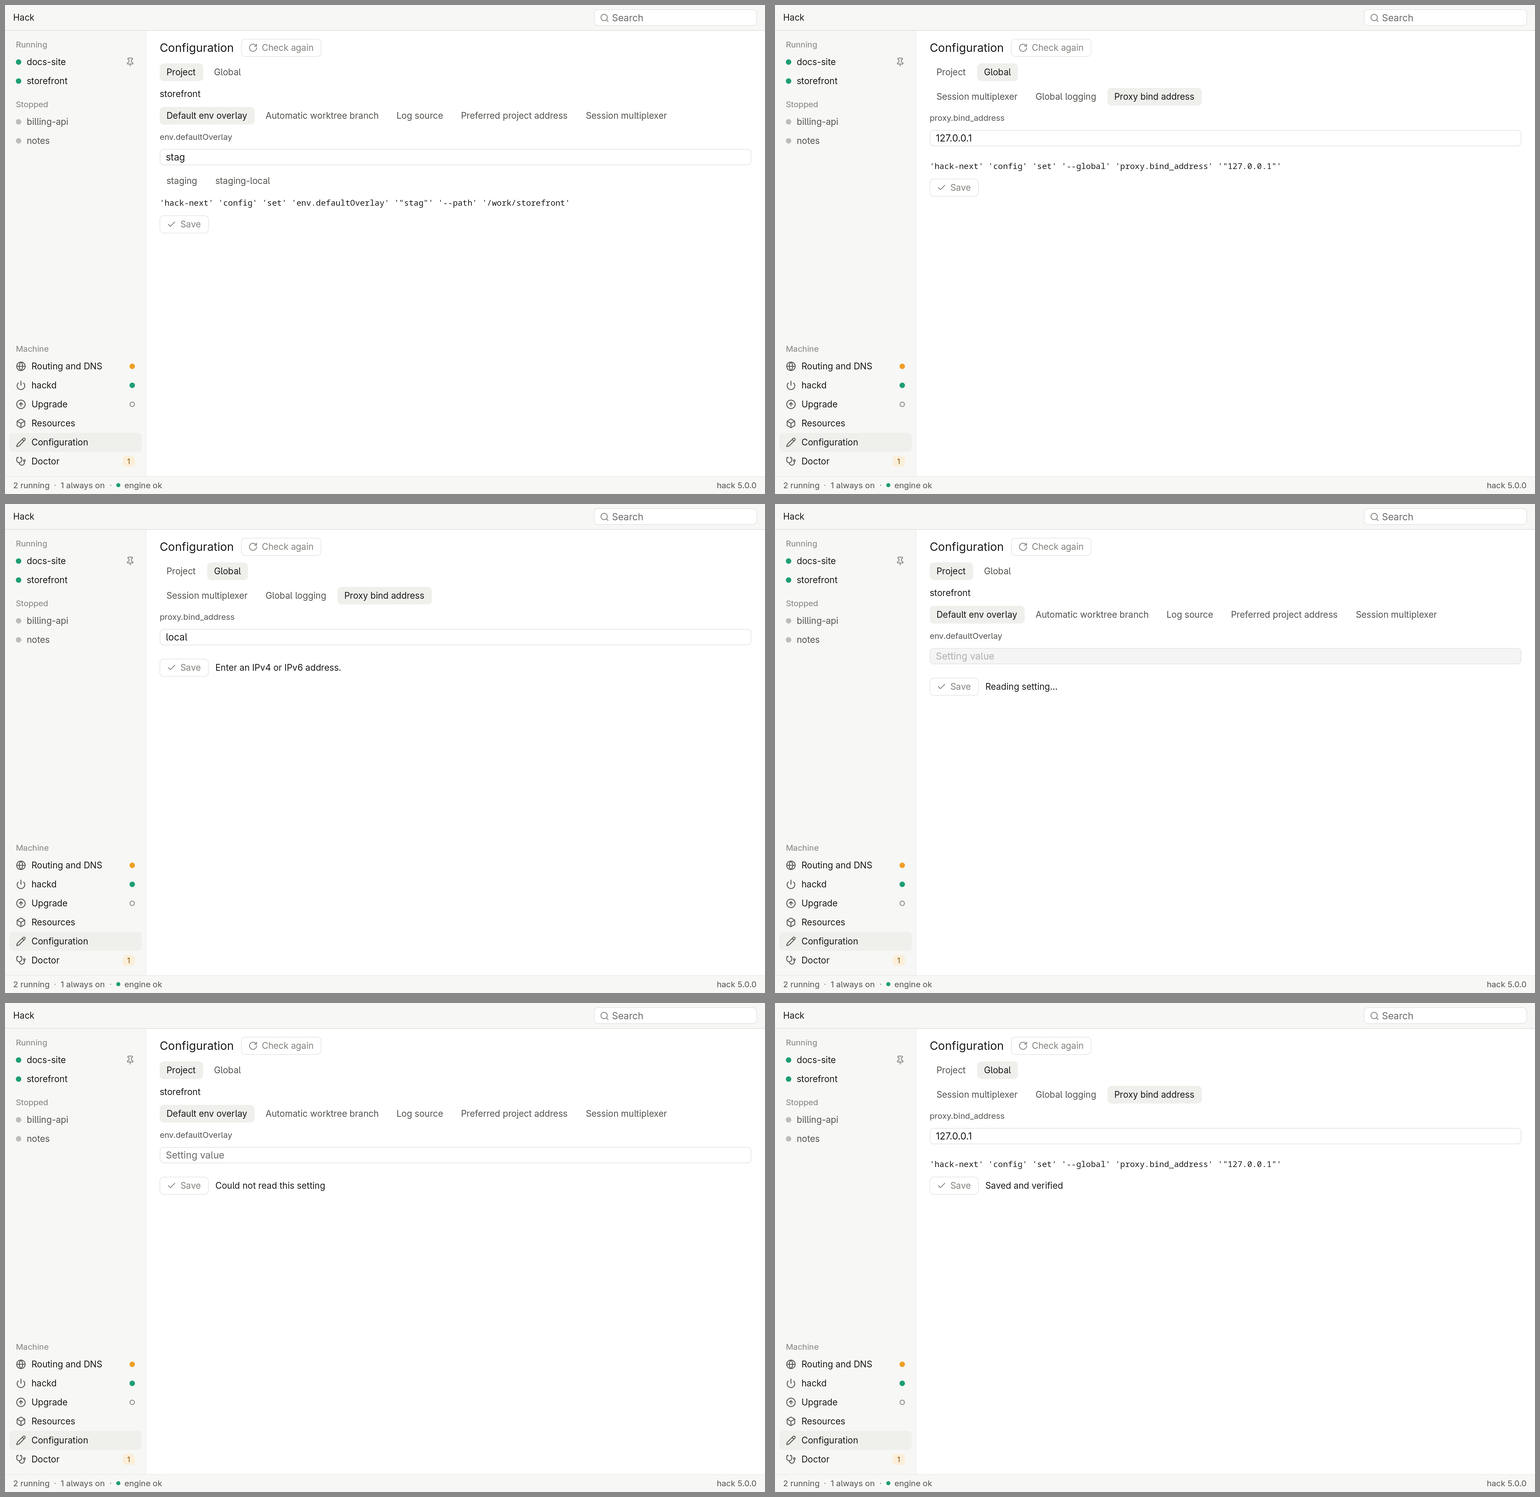 Hack
Search
Running
docs-site
storefront
Stopped
billing-api
notes
Machine
Routing and DNS
hackd
Upgrade
Resources
Configuration
Doctor 1
Configuration Check again
Project Global
storefront
Default env overlay Automatic worktree branch Log source Preferred project address Session multiplexer
env.defaultOverlay
stag
staging staging-local
'hack-next' 'config' 'set' 'env.defaultOverlay' '"stag"' '--path' '/work/storefront'
Save
2 running · 1 always on · engine ok hack 5.0.0
Hack
Search
Running
docs-site
storefront
Stopped
billing-api
notes
Machine
Routing and DNS
hackd
Upgrade
Resources
Configuration
Doctor 1
Configuration Check again
Project Global
Session multiplexer Global logging Proxy bind address
proxy.bind_address
127.0.0.1
'hack-next' 'config' 'set' '--global' 'proxy.bind_address' '"127.0.0.1"'
Save
2 running · 1 always on · engine ok hack 5.0.0
Hack
Search
Running
docs-site
storefront
Stopped
billing-api
notes
Machine
Routing and DNS
hackd
Upgrade
Resources
Configuration
Doctor 1
Configuration Check again
Project Global
Session multiplexer Global logging Proxy bind address
proxy.bind_address
local
Save Enter an IPv4 or IPv6 address.
2 running · 1 always on · engine ok hack 5.0.0
Hack
Search
Running
docs-site
storefront
Stopped
billing-api
notes
Machine
Routing and DNS
hackd
Upgrade
Resources
Configuration
Doctor 1
Configuration Check again
Project Global
storefront
Default env overlay Automatic worktree branch Log source Preferred project address Session multiplexer
env.defaultOverlay
Setting value
Save Reading setting...
2 running · 1 always on · engine ok hack 5.0.0
Hack
Search
Running
docs-site
storefront
Stopped
billing-api
notes
Machine
Routing and DNS
hackd
Upgrade
Resources
Configuration
Doctor 1
Configuration Check again
Project Global
storefront
Default env overlay Automatic worktree branch Log source Preferred project address Session multiplexer
env.defaultOverlay
Setting value
Save Could not read this setting
2 running · 1 always on · engine ok hack 5.0.0
Hack
Search
Running
docs-site
storefront
Stopped
billing-api
notes
Machine
Routing and DNS
hackd
Upgrade
Resources
Configuration
Doctor 1
Configuration Check again
Project Global
Session multiplexer Global logging Proxy bind address
proxy.bind_address
127.0.0.1
'hack-next' 'config' 'set' '--global' 'proxy.bind_address' '"127.0.0.1"'
Save Saved and verified
2 running · 1 always on · engine ok hack 5.0.0